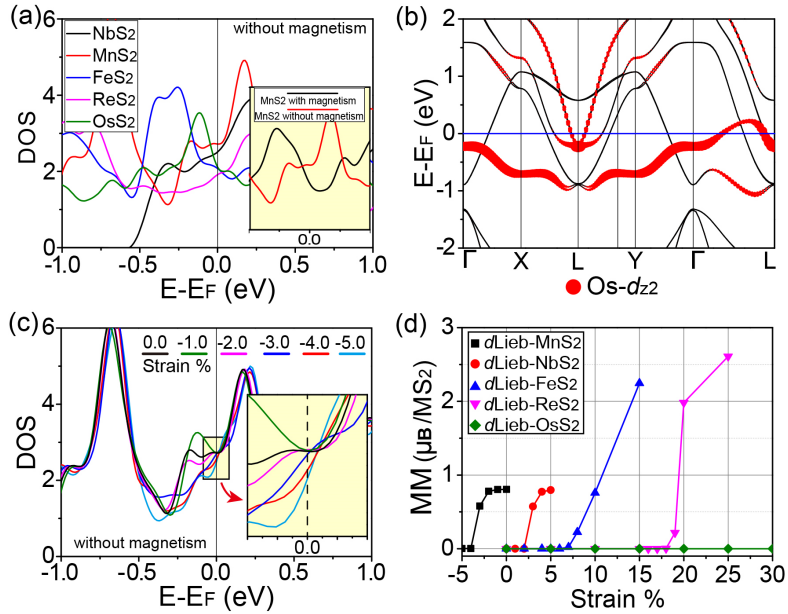 (a)
without magnetism
NbS2
MnS2
FeS2
ReS2
OsS2
MnS2 with magnetism
MnS2 without magnetism
0.0
DOS
6
4
2
0
-1.0 -0.5 0.0 0.5 1.0
E-EF (eV)
(b)
E-EF (eV)
2
1
0
-1
-2
Γ X L Y Γ L
Os-dz2
(c)
0.0 -1.0 -2.0 -3.0 -4.0 -5.0
Strain %
0.0
without magnetism
DOS
6
4
2
0
-1.0 -0.5 0.0 0.5 1.0
E-EF (eV)
(d)
dLieb-MnS2
dLieb-NbS2
dLieb-FeS2
dLieb-ReS2
dLieb-OsS2
MM (μB/MS2)
3
2
1
0
-5 0 5 10 15 20 25 30
Strain %